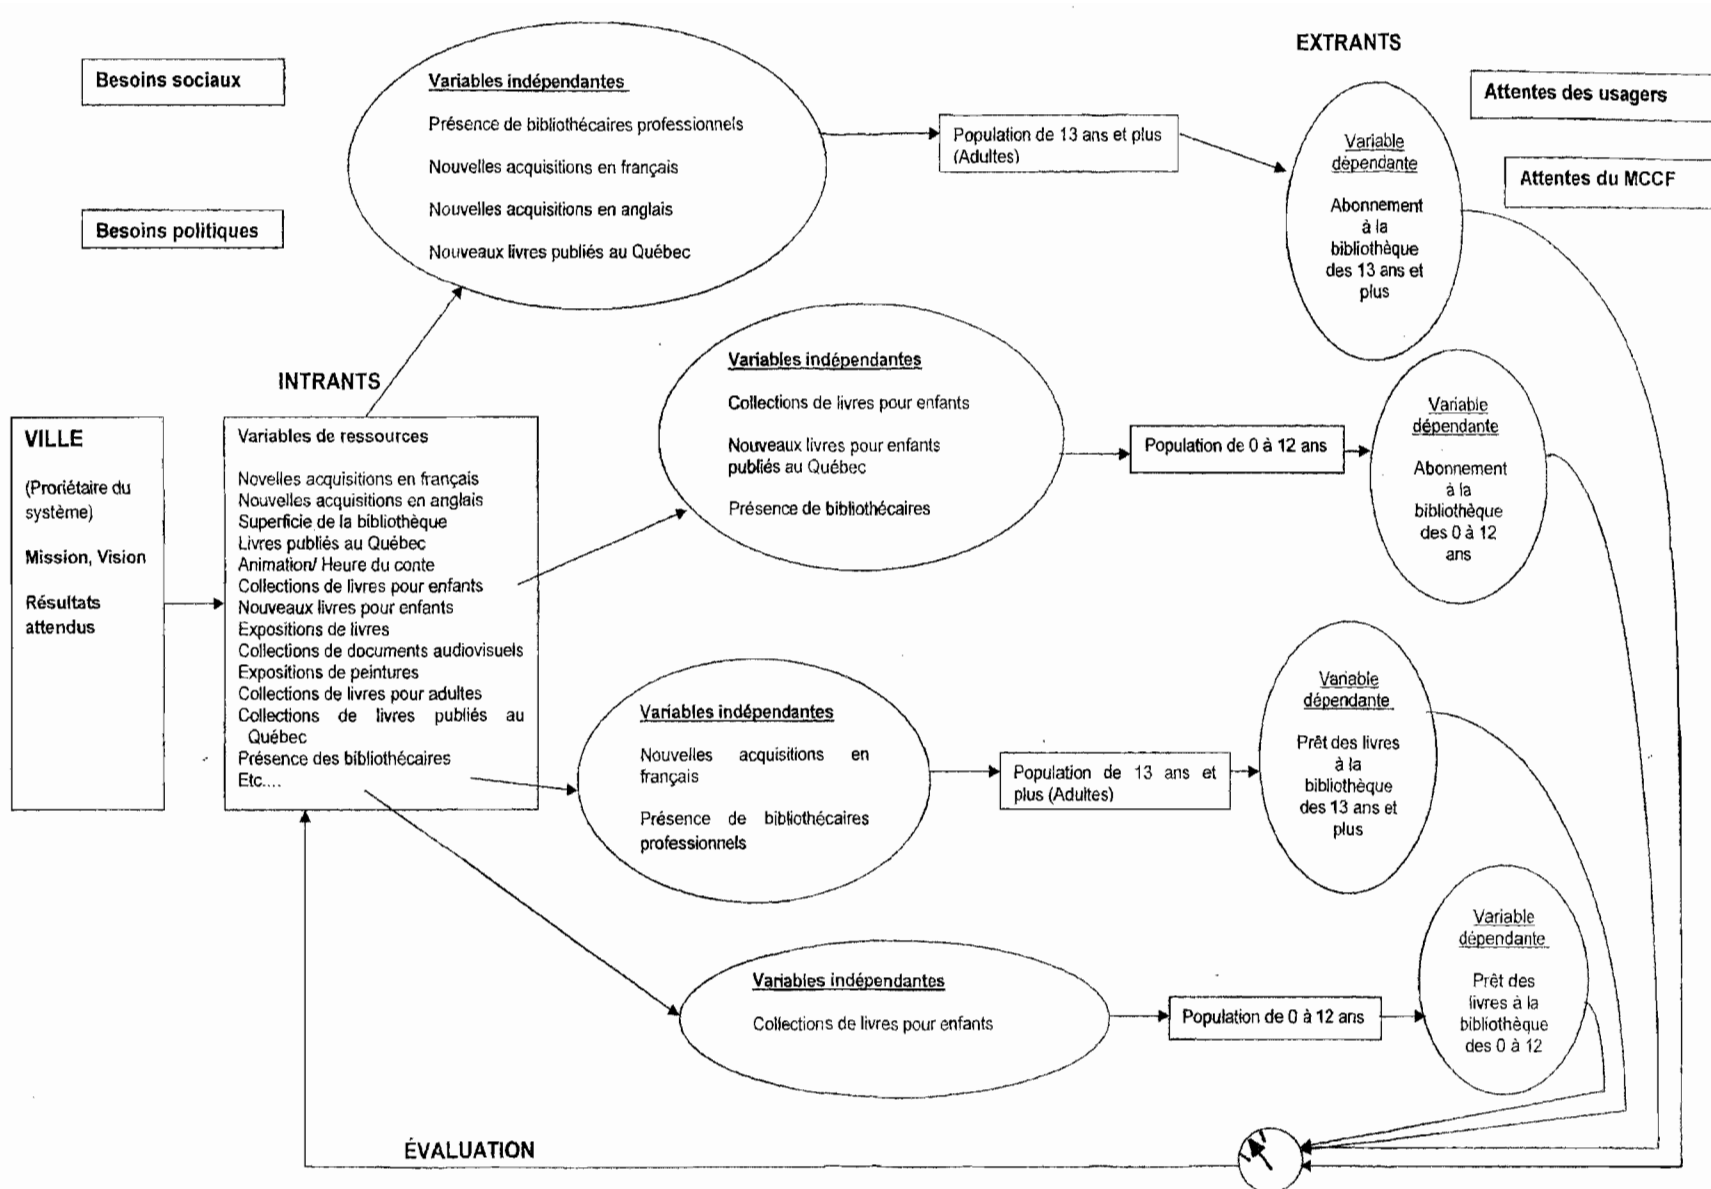 EXTRANTS
Besoins sociaux
Besoins politiques
Attentes des usagers
Attentes du MCCF
Variables indépendantes
Présence de bibliothécaires professionnels
Nouvelles acquisitions en français
Nouvelles acquisitions en anglais
Nouveaux livres publiés au Québec
Population de 13 ans et plus
(Adultes)
Variable
dépendante
Abonnement
à la
bibliothèque
des 13 ans et
plus
INTRANTS
VILLE
(Proriétaire du
système)
Mission, Vision
Résultats
attendus
Variables de ressources
Novelles acquisitions en français
Nouvelles acquisitions en anglais
Superficie de la bibliothèque
Livres publiés au Québec
Animation/ Heure du conte
Collections de livres pour enfants
Nouveaux livres pour enfants
Expositions de livres
Collections de documents audiovisuels
Expositions de peintures
Collections de livres pour adultes
Collections de livres publiés au
Québec
Présence des bibliothécaires
Etc....
Variables indépendantes
Collections de livres pour enfants
Nouveaux livres pour enfants
publiés au Québec
Présence de bibliothécaires
Population de 0 à 12 ans
Variable
dépendante
Abonnement
à la
bibliothèque
des 0 à 12
ans
Variables indépendantes
Nouvelles acquisitions en
français
Présence de bibliothécaires
professionnels
Population de 13 ans et
plus (Adultes)
Variable
dépendante
Prêt des livres
à la
bibliothèque
des 13 ans et
plus
Variables indépendantes
Collections de livres pour enfants
Population de 0 à 12 ans
Variable
dépendante
Prêt des
livres à la
bibliothèque
des 0 à 12
ÉVALUATION